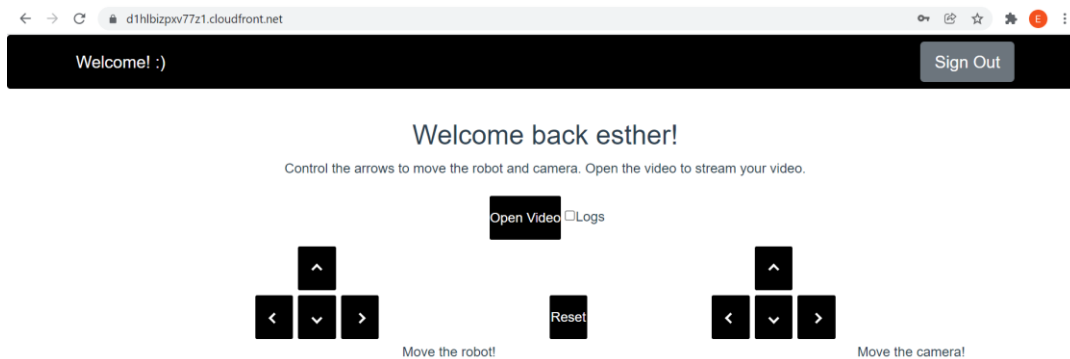 d1hlbizpxv77z1.cloudfront.net
E
Welcome! :)
Sign Out
Welcome back esther!
Control the arrows to move the robot and camera. Open the video to stream your video.
Open Video Logs
Reset
Move the robot!
Move the camera!